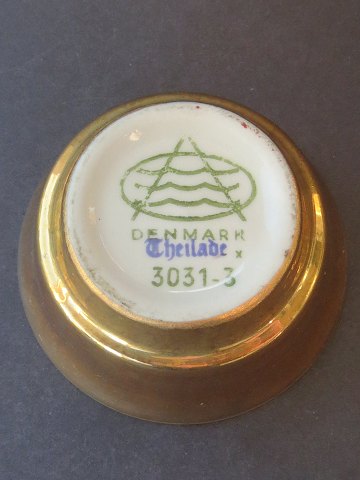 DENMARK
Theilade x
3031-3